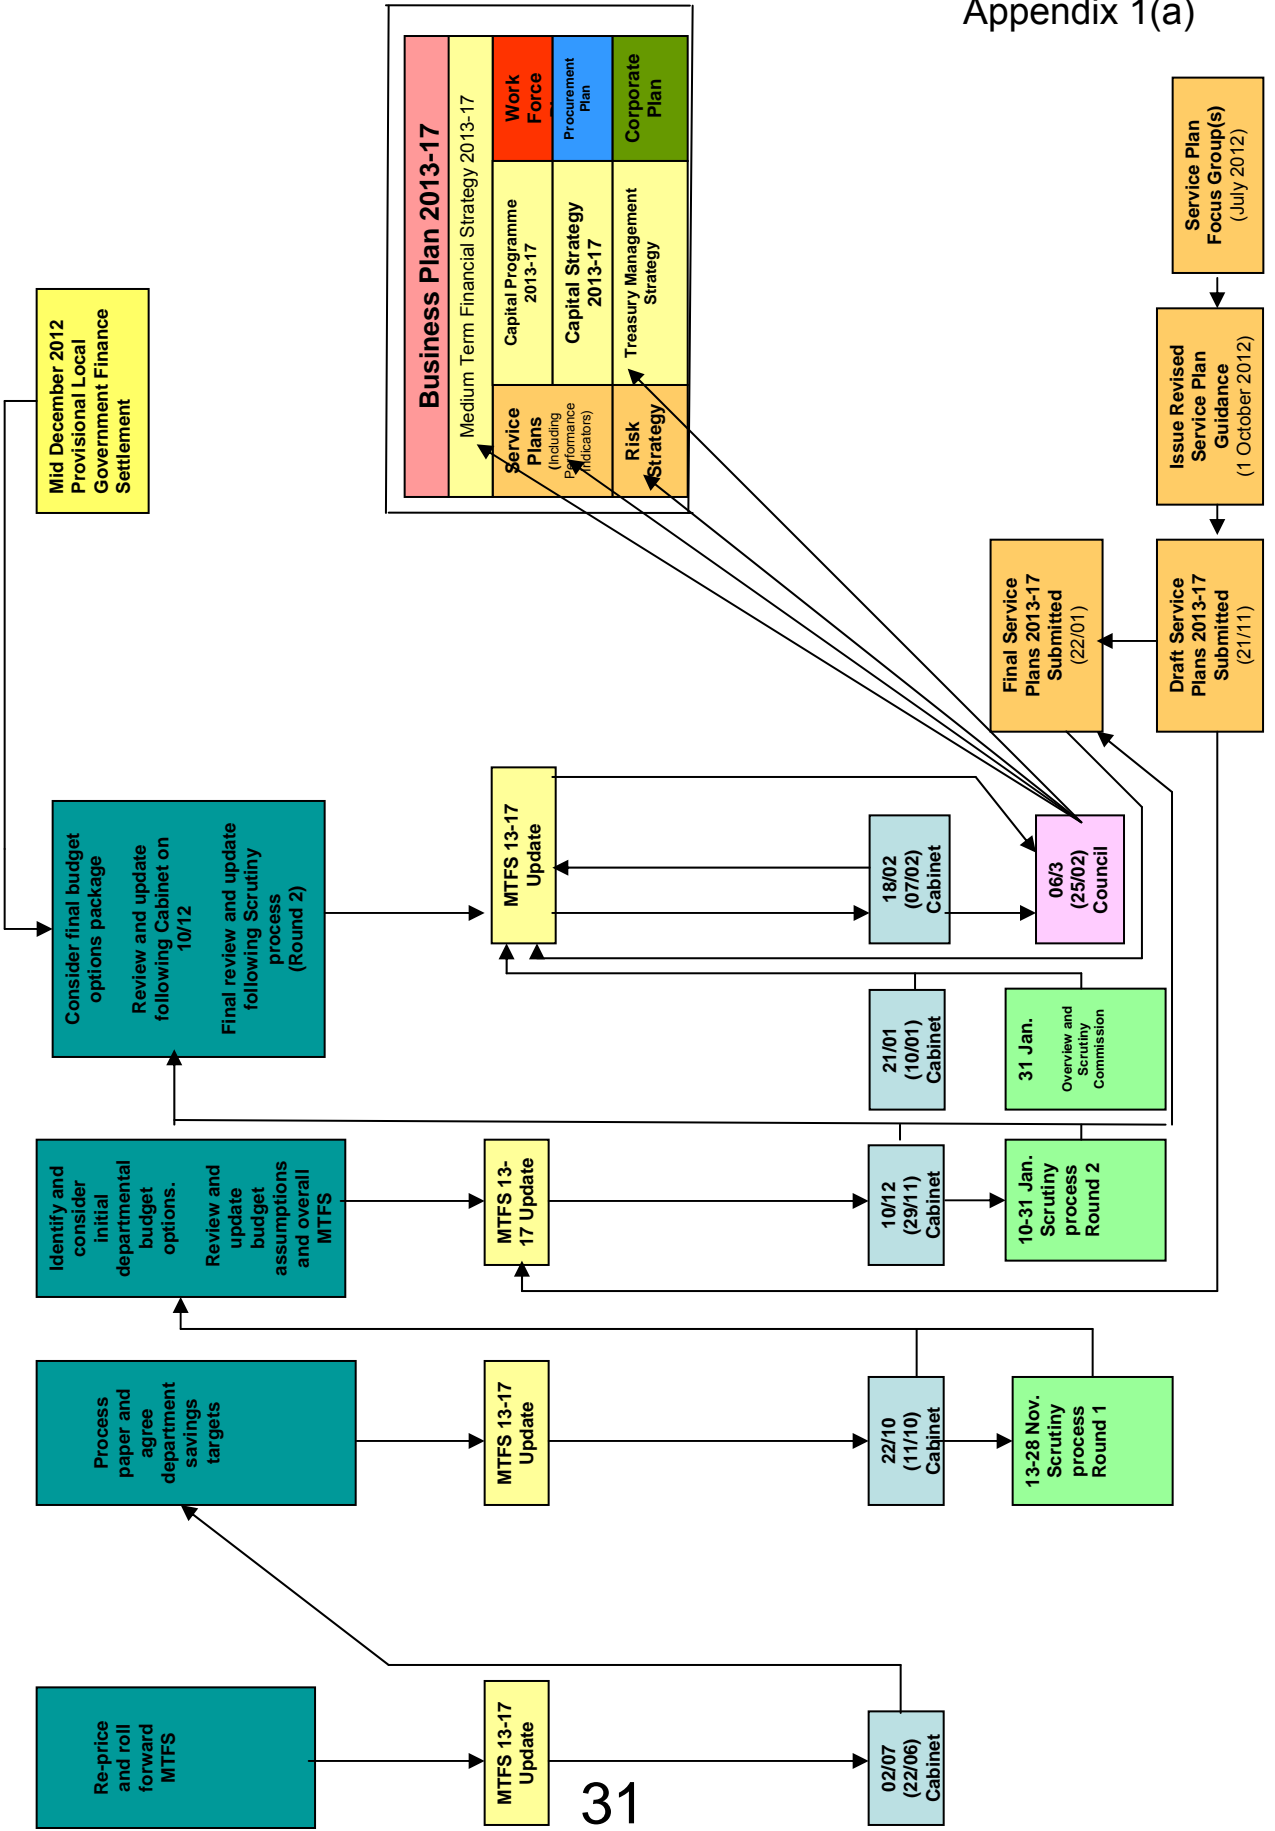 Appendix 1(a)
Re-price
and roll
forward
MTFS
Process
paper and
agree
department
savings
targets
Identify and
consider
initial
departmental
budget
options.
Review and
update
budget
assumptions
and overall
MTFS
Consider final budget
options package
Review and update
following Cabinet on
10/12
Final review and update
following Scrutiny
process
(Round 2)
Mid December 2012
Provisional Local
Government Finance
Settlement
MTFS 13-17
Update
MTFS 13-17
Update
MTFS 13-
17 Update
MTFS 13-17
Update
Business Plan 2013-17
Medium Term Financial Strategy 2013-17
Service
Plans
(Including
Performance
Indicators)
Capital Programme
2013-17
Work
Force
Capital Strategy
2013-17
Procurement
Plan
Risk
Strategy
Treasury Management
Strategy
Corporate
Plan
02/07
(22/06)
Cabinet
22/10
(11/10)
Cabinet
10/12
(29/11)
Cabinet
21/01
(10/01)
Cabinet
18/02
(07/02)
Cabinet
13-28 Nov.
Scrutiny
process
Round 1
10-31 Jan.
Scrutiny
process
Round 2
31 Jan.
Overview and
Scrutiny
Commission
06/3
(25/02)
Council
Final Service
Plans 2013-17
Submitted
(22/01)
Draft Service
Plans 2013-17
Submitted
(21/11)
Issue Revised
Service Plan
Guidance
(1 October 2012)
Service Plan
Focus Group(s)
(July 2012)
31